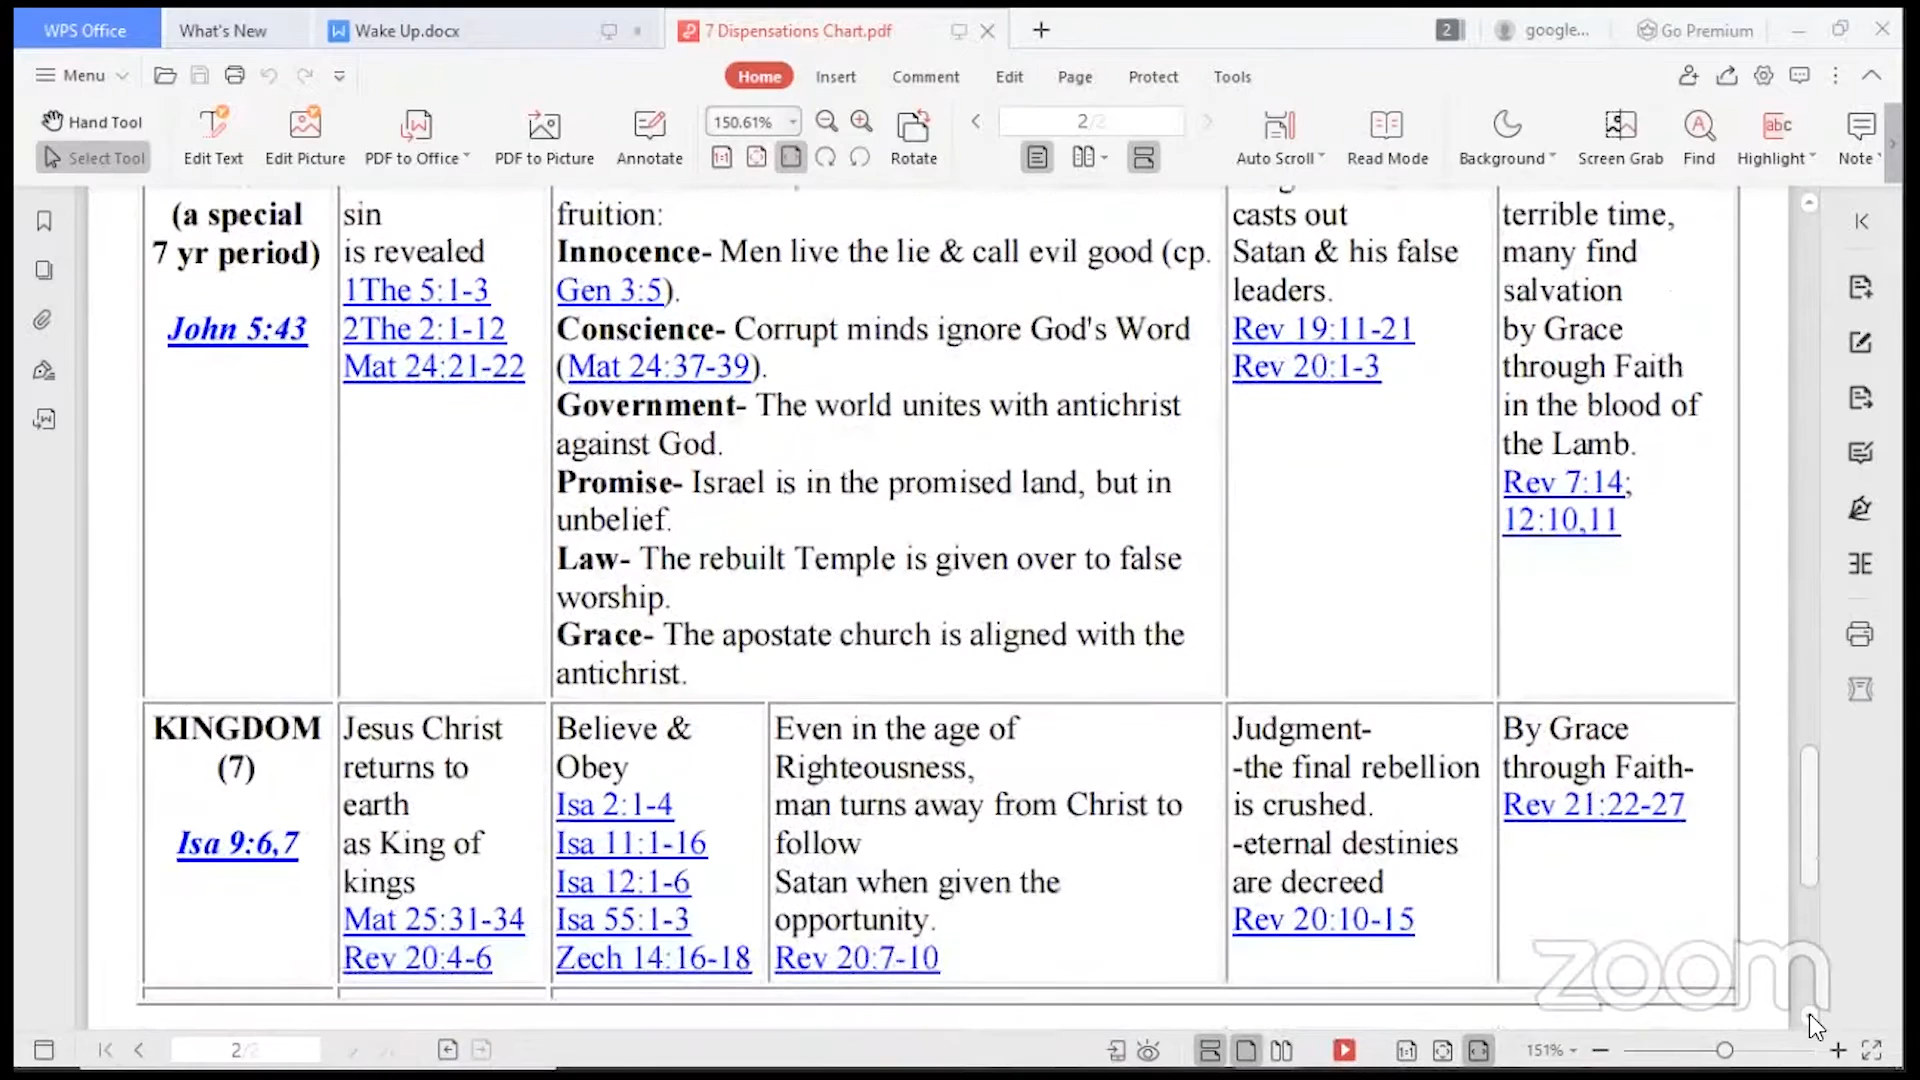 WPS Office
What's New
Wake Up.docx
7 Dispensations Chart.pdf
2
google...
Go Premium
Menu
Home
Insert
Comment
Edit
Page
Protect
Tools
Hand Tool
Select Tool
Edit Text
Edit Picture
PDF to Office
PDF to Picture
Annotate
150.61%
Rotate
2/2
Auto Scroll
Read Mode
Background
Screen Grab
Find
Highlight
Note
(a special
7 yr period)
John 5:43
sin
is revealed
1The 5:1-3
2The 2:1-12
Mat 24:21-22
fruition:
Innocence- Men live the lie & call evil good (cp.
Gen 3:5).
Conscience- Corrupt minds ignore God's Word
(Mat 24:37-39).
Government- The world unites with antichrist
against God.
Promise- Israel is in the promised land, but in
unbelief.
Law- The rebuilt Temple is given over to false
worship.
Grace- The apostate church is aligned with the
antichrist.
casts out
Satan & his false
leaders.
Rev 19:11-21
Rev 20:1-3
terrible time,
many find
salvation
by Grace
through Faith
in the blood of
the Lamb.
Rev 7:14;
12:10,11
KINGDOM
(7)
Isa 9:6,7
Jesus Christ
returns to
earth
as King of
kings
Mat 25:31-34
Rev 20:4-6
Believe &
Obey
Isa 2:1-4
Isa 11:1-16
Isa 12:1-6
Isa 55:1-3
Zech 14:16-18
Even in the age of
Righteousness,
man turns away from Christ to
follow
Satan when given the
opportunity.
Rev 20:7-10
Judgment-
-the final rebellion
is crushed.
-eternal destinies
are decreed
Rev 20:10-15
By Grace
through Faith-
Rev 21:22-27
zoom
2/2
151%